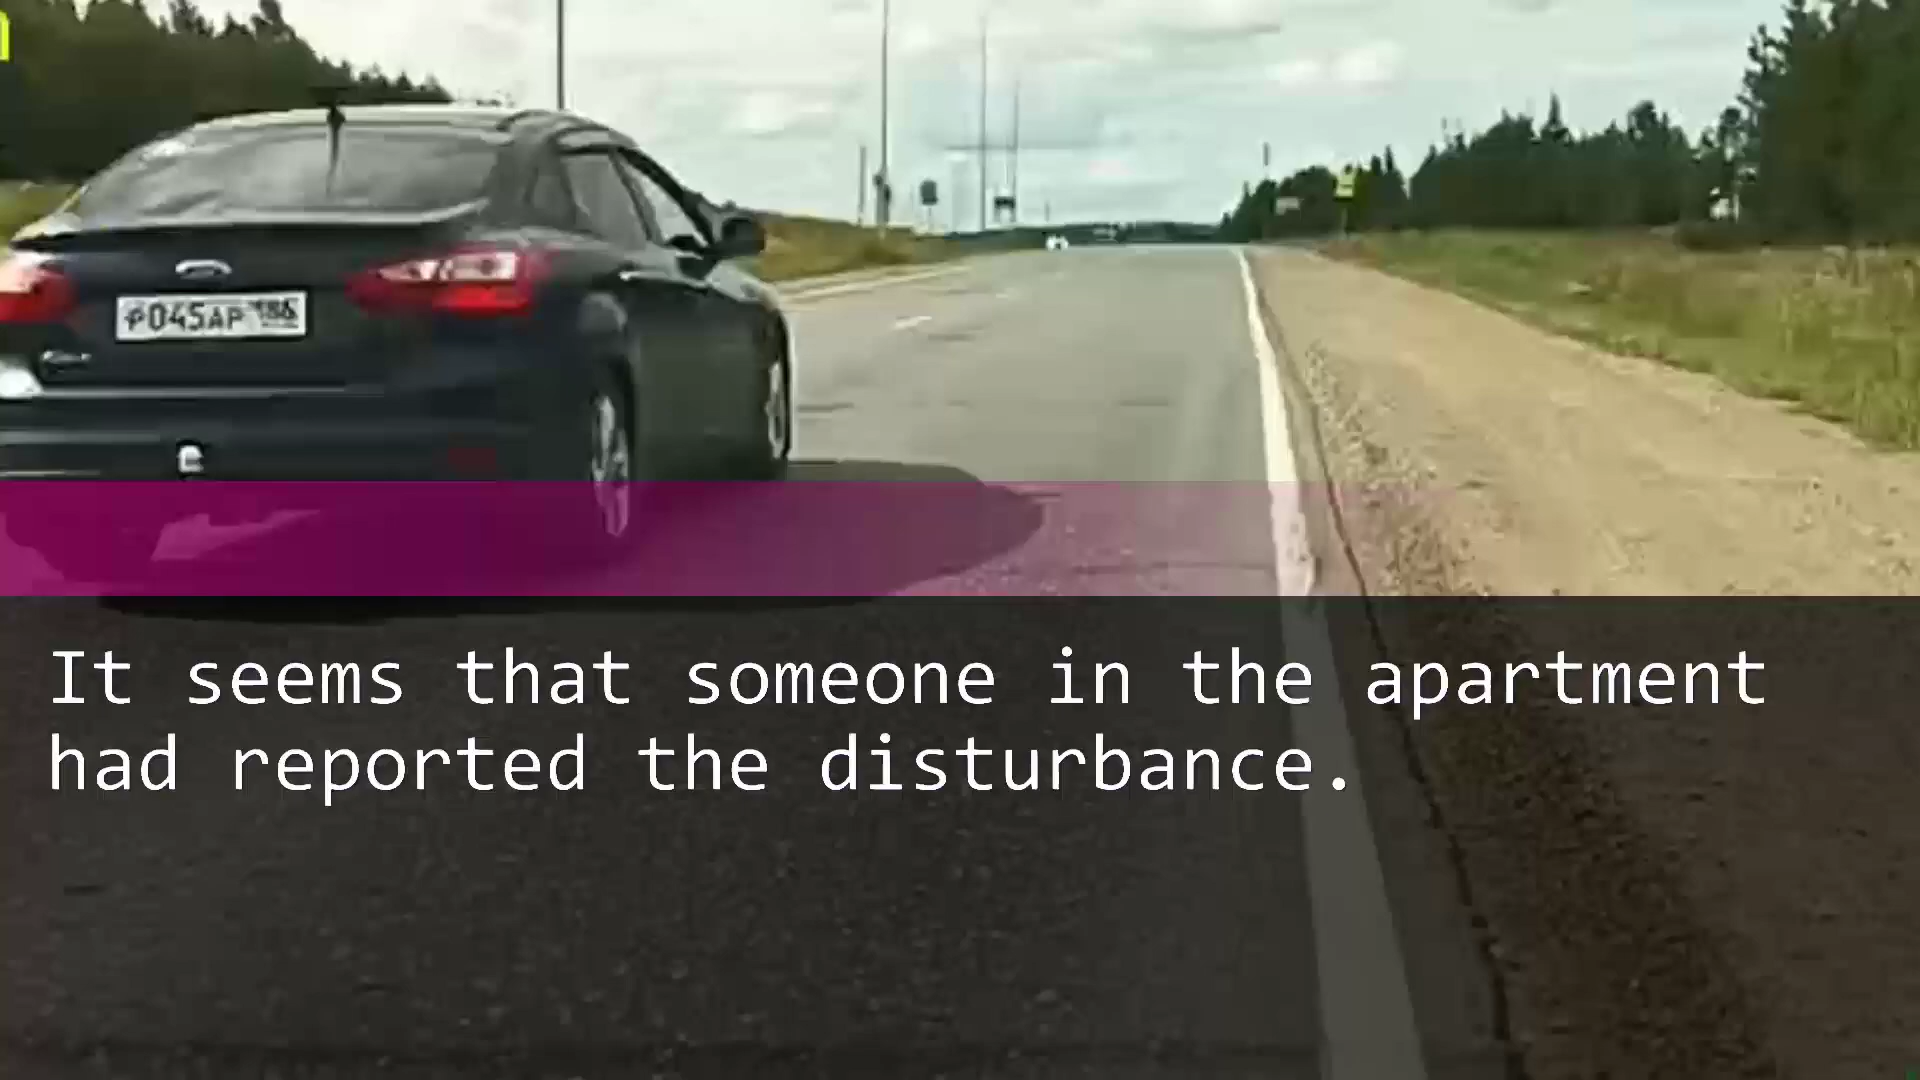 Р045АР 186
It seems that someone in the apartment
had reported the disturbance.